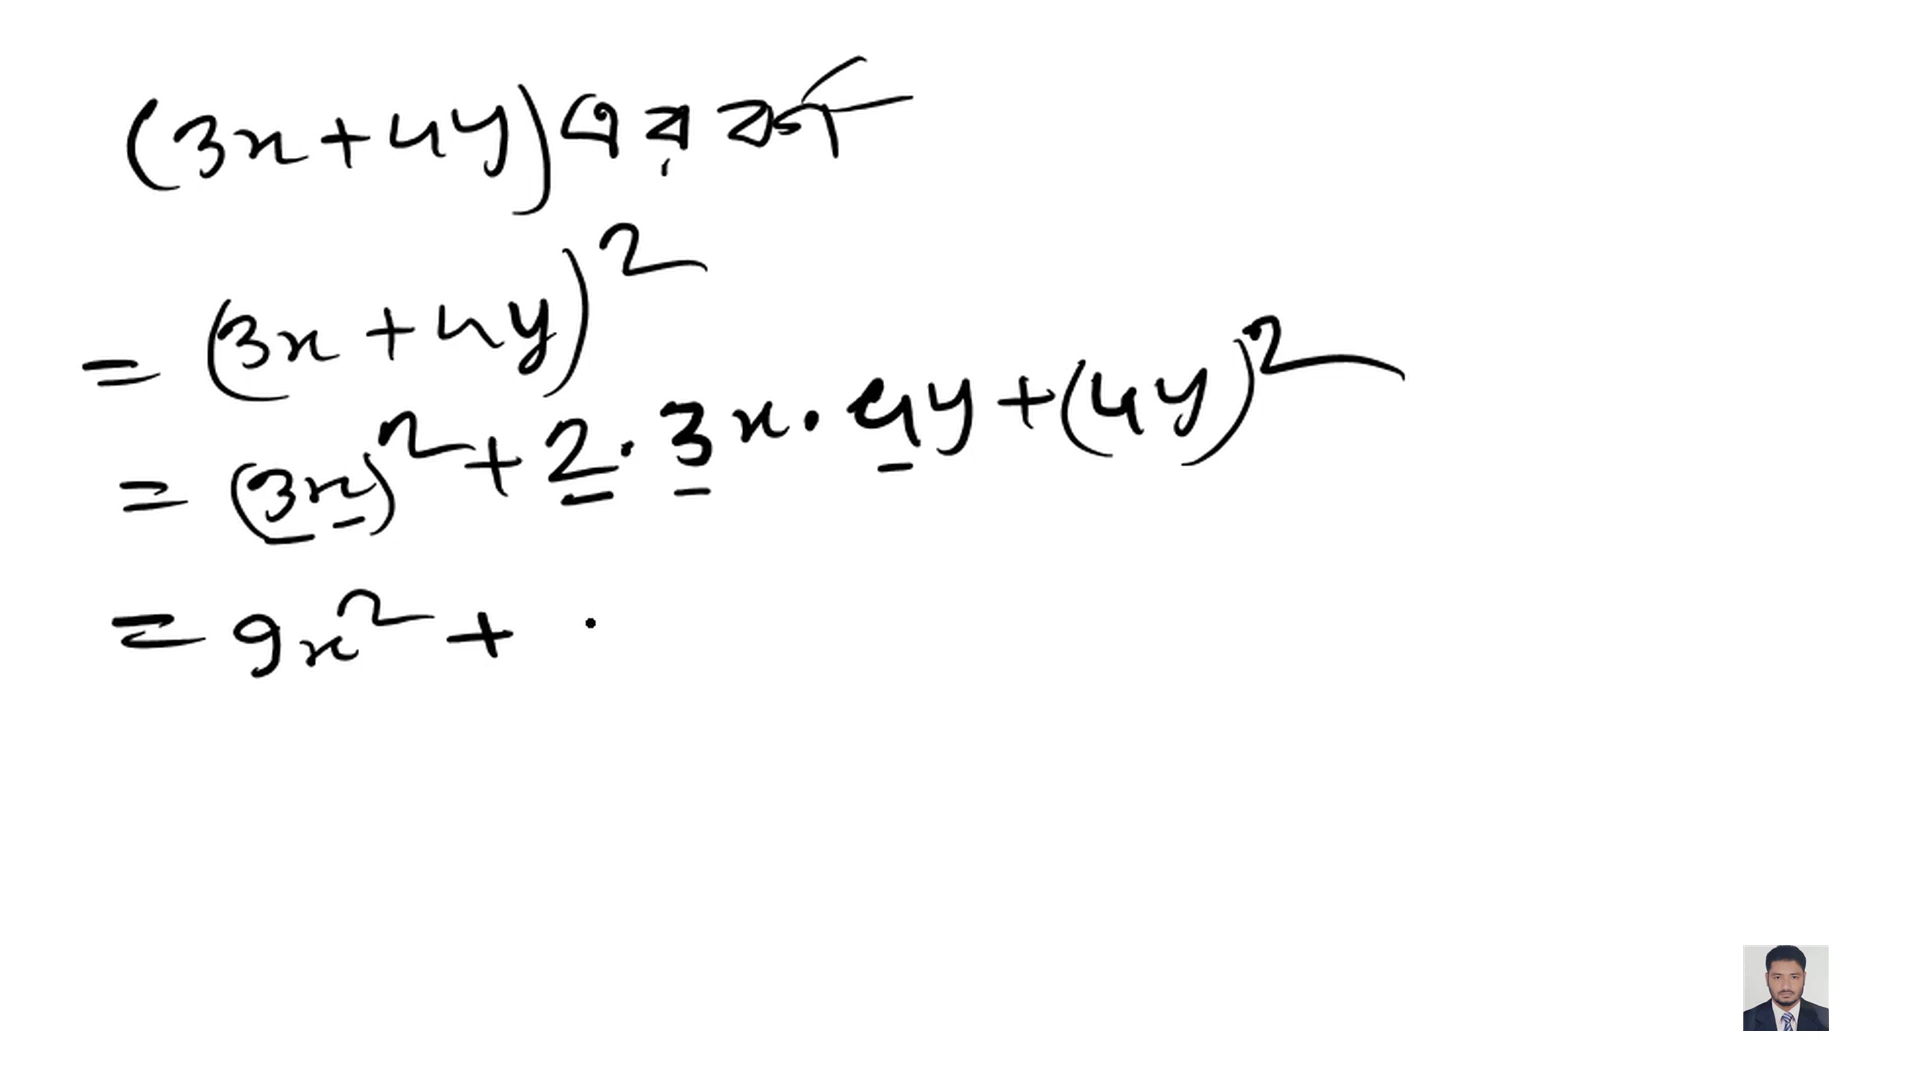 (3x+4y) এর বর্গ
= (3x+4y)²
= (3x)²+2·3x·4y+(4y)²
= 9x²+